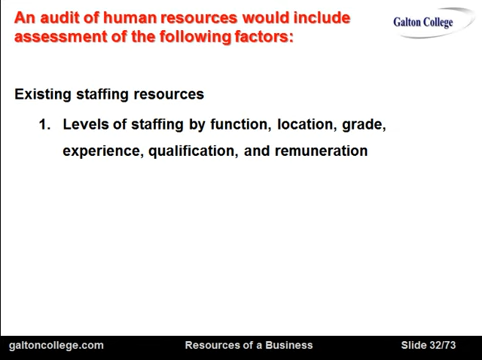 An audit of human resources would include
assessment of the following factors:
Galton College
Existing staffing resources
1. Levels of staffing by function, location, grade,
experience, qualification, and remuneration
galtoncollege.com Resources of a Business Slide 32/73